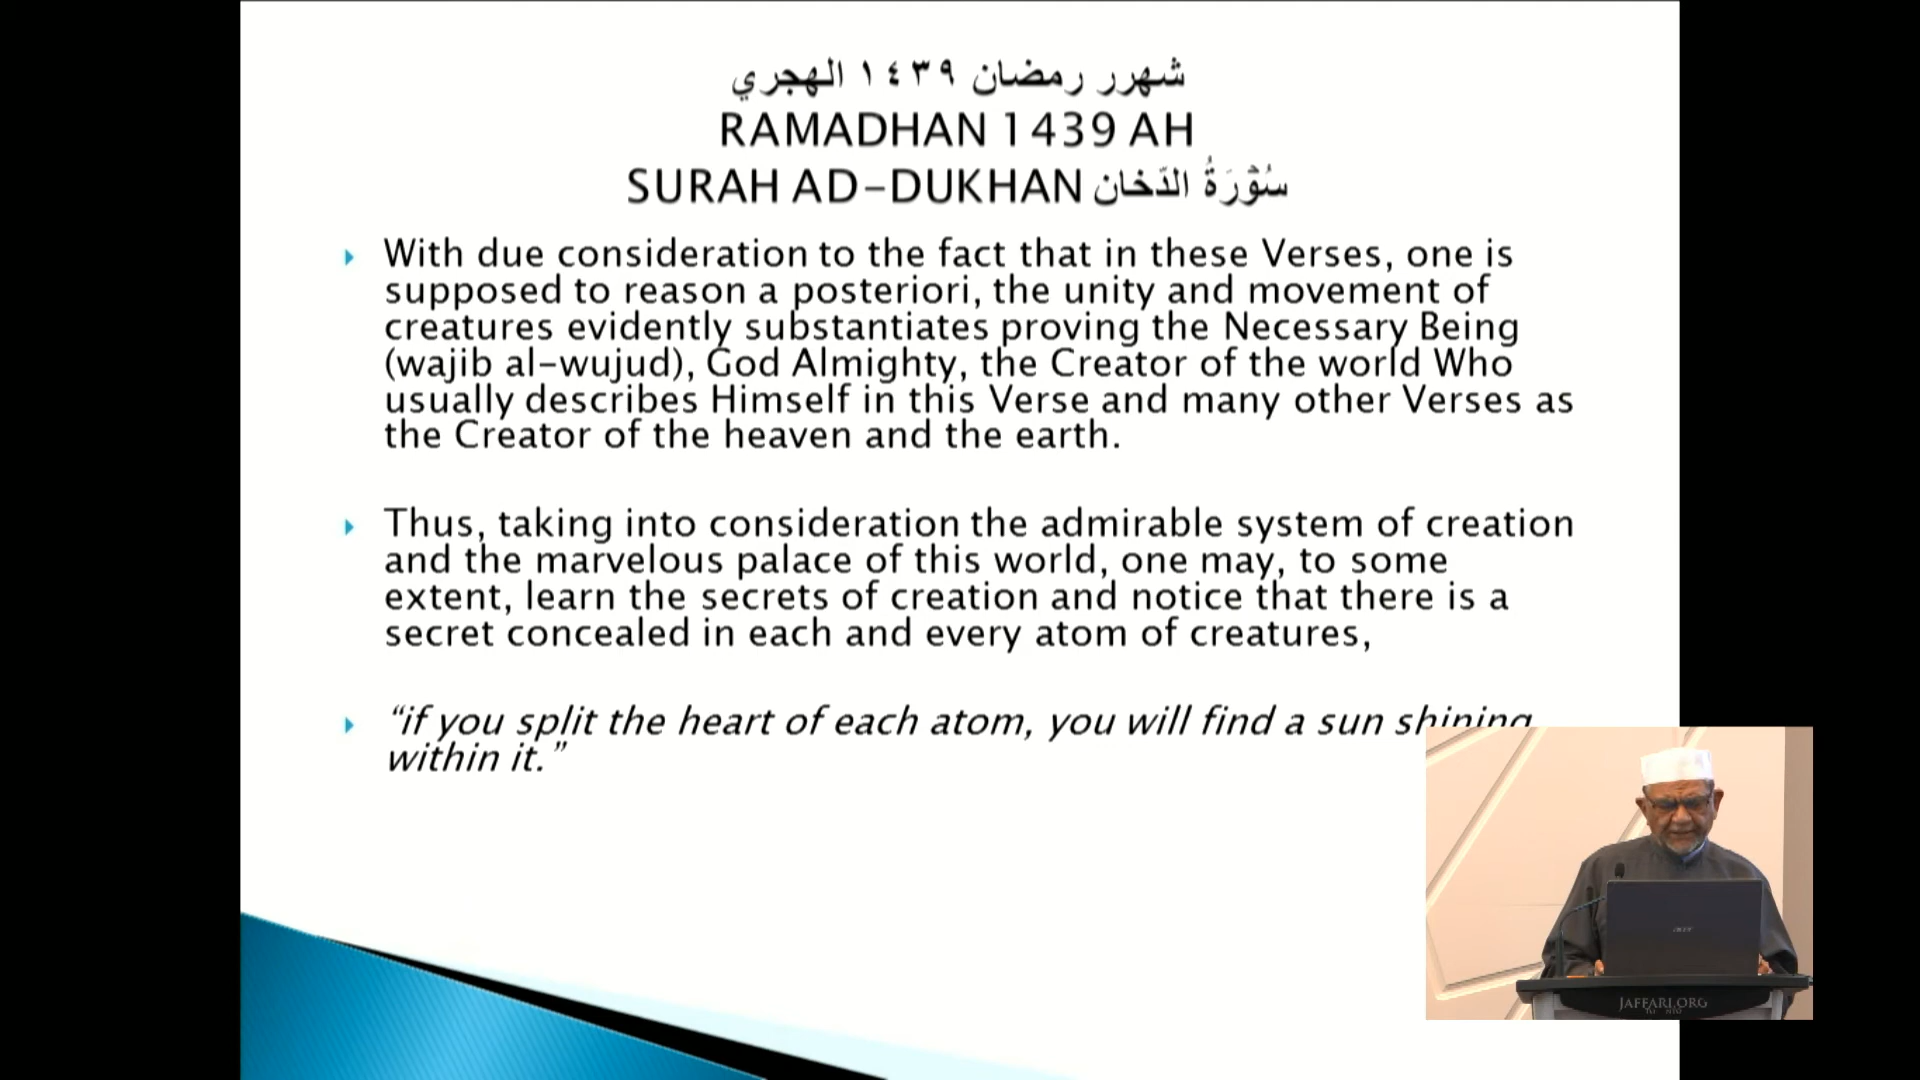 شهرر رمضان ١٤٣٩ الهجري
RAMADHAN 1439 AH
SURAH AD-DUKHAN سُوْرَةُ الدّخان
With due consideration to the fact that in these Verses, one is
supposed to reason a posteriori, the unity and movement of
creatures evidently substantiates proving the Necessary Being
(wajib al-wujud), God Almighty, the Creator of the world Who
usually describes Himself in this Verse and many other Verses as
the Creator of the heaven and the earth.
Thus, taking into consideration the admirable system of creation
and the marvelous palace of this world, one may, to some
extent, learn the secrets of creation and notice that there is a
secret concealed in each and every atom of creatures,
“if you split the heart of each atom, you will find a sun shining
within it.”
acer
JAFFARI.ORG